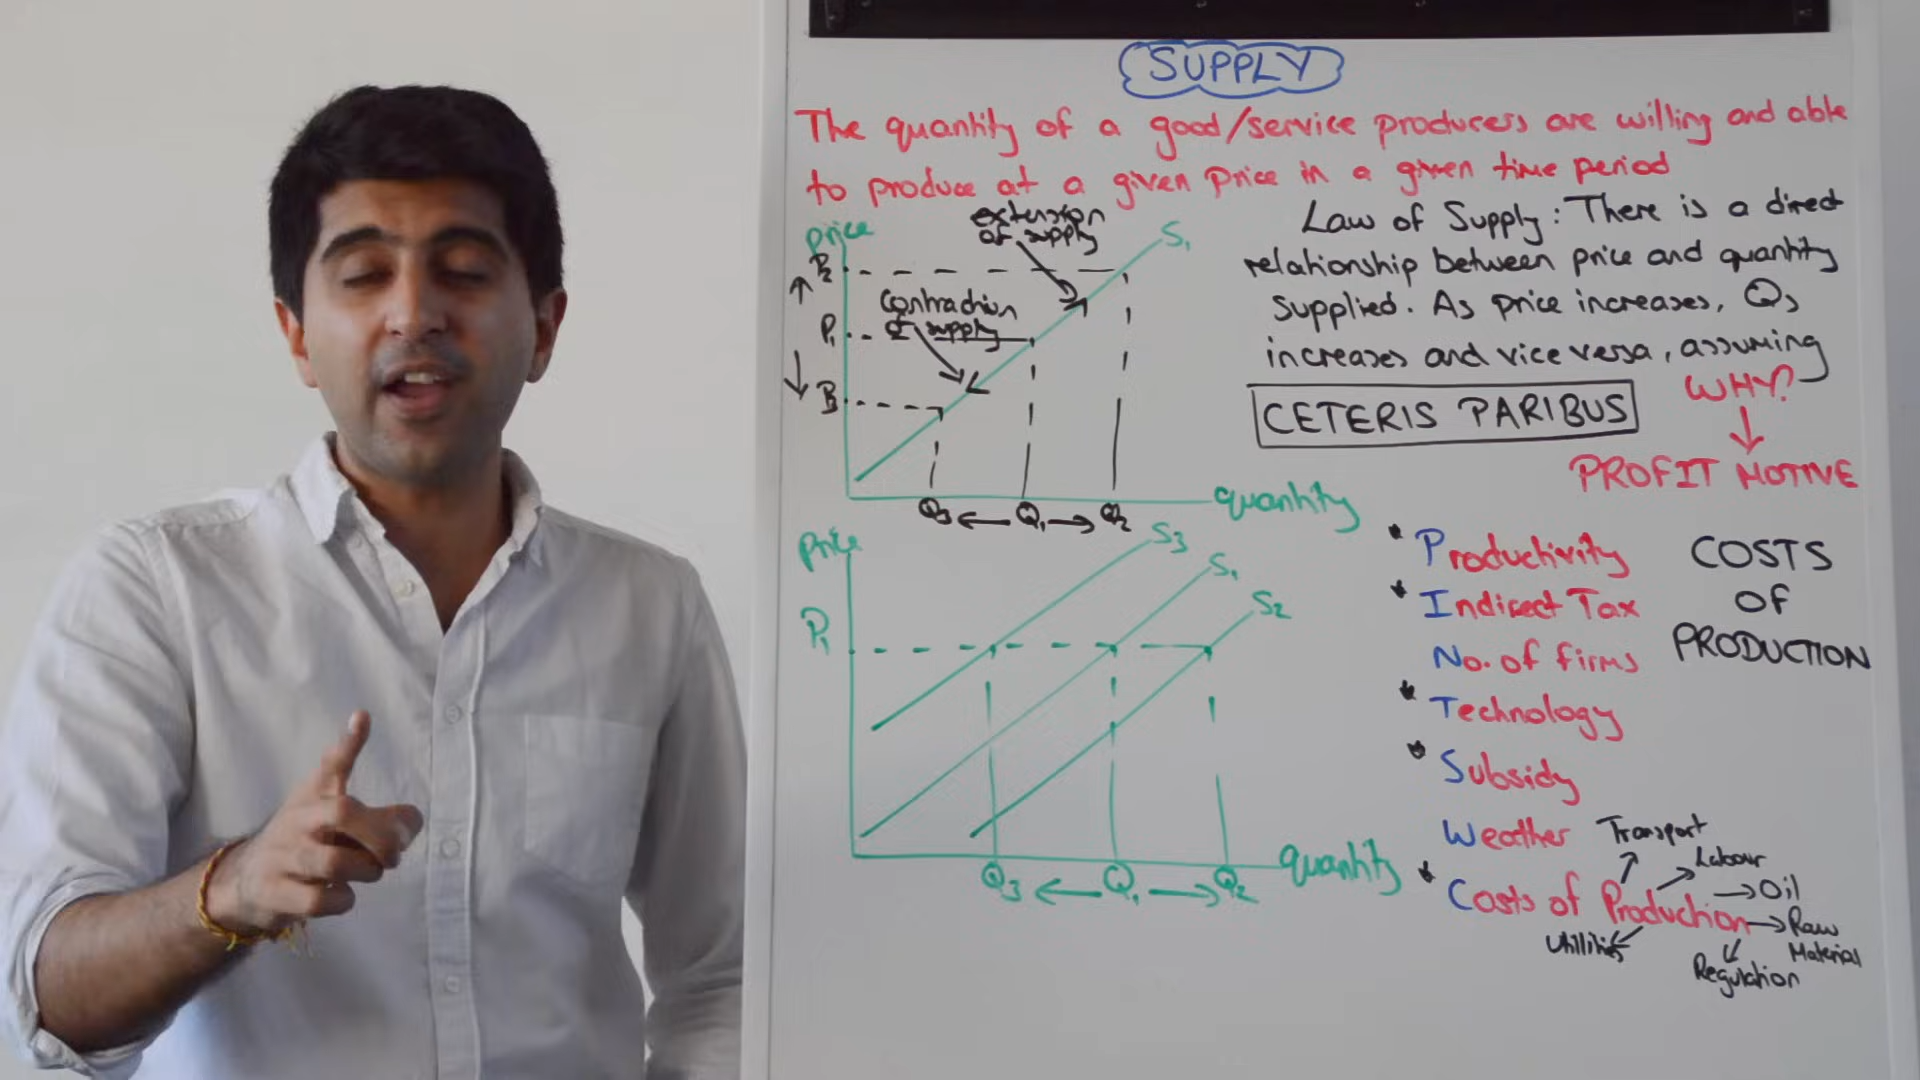 SUPPLY
The quantity of a good/service producers are willing and able
to produce at a given price in a given time period
Price
P2
P1
P3
extension
of supply
contraction
of supply
S1
Q3 Q1 Q2
quantity
Law of Supply: There is a direct
relationship between price and quantity
supplied. As price increases, Qs
increases and vice versa, assuming
CETERIS PARIBUS
WHY?
PROFIT MOTIVE
Price
P1
S3
S1
S2
Q3 Q1 Q2
quantity
* Productivity
* Indirect Tax
No. of firms
* Technology
* Subsidy
Weather
* Costs of Production
COSTS
OF
PRODUCTION
Transport
Labour
Oil
Raw
Material
Regulation
Utillities